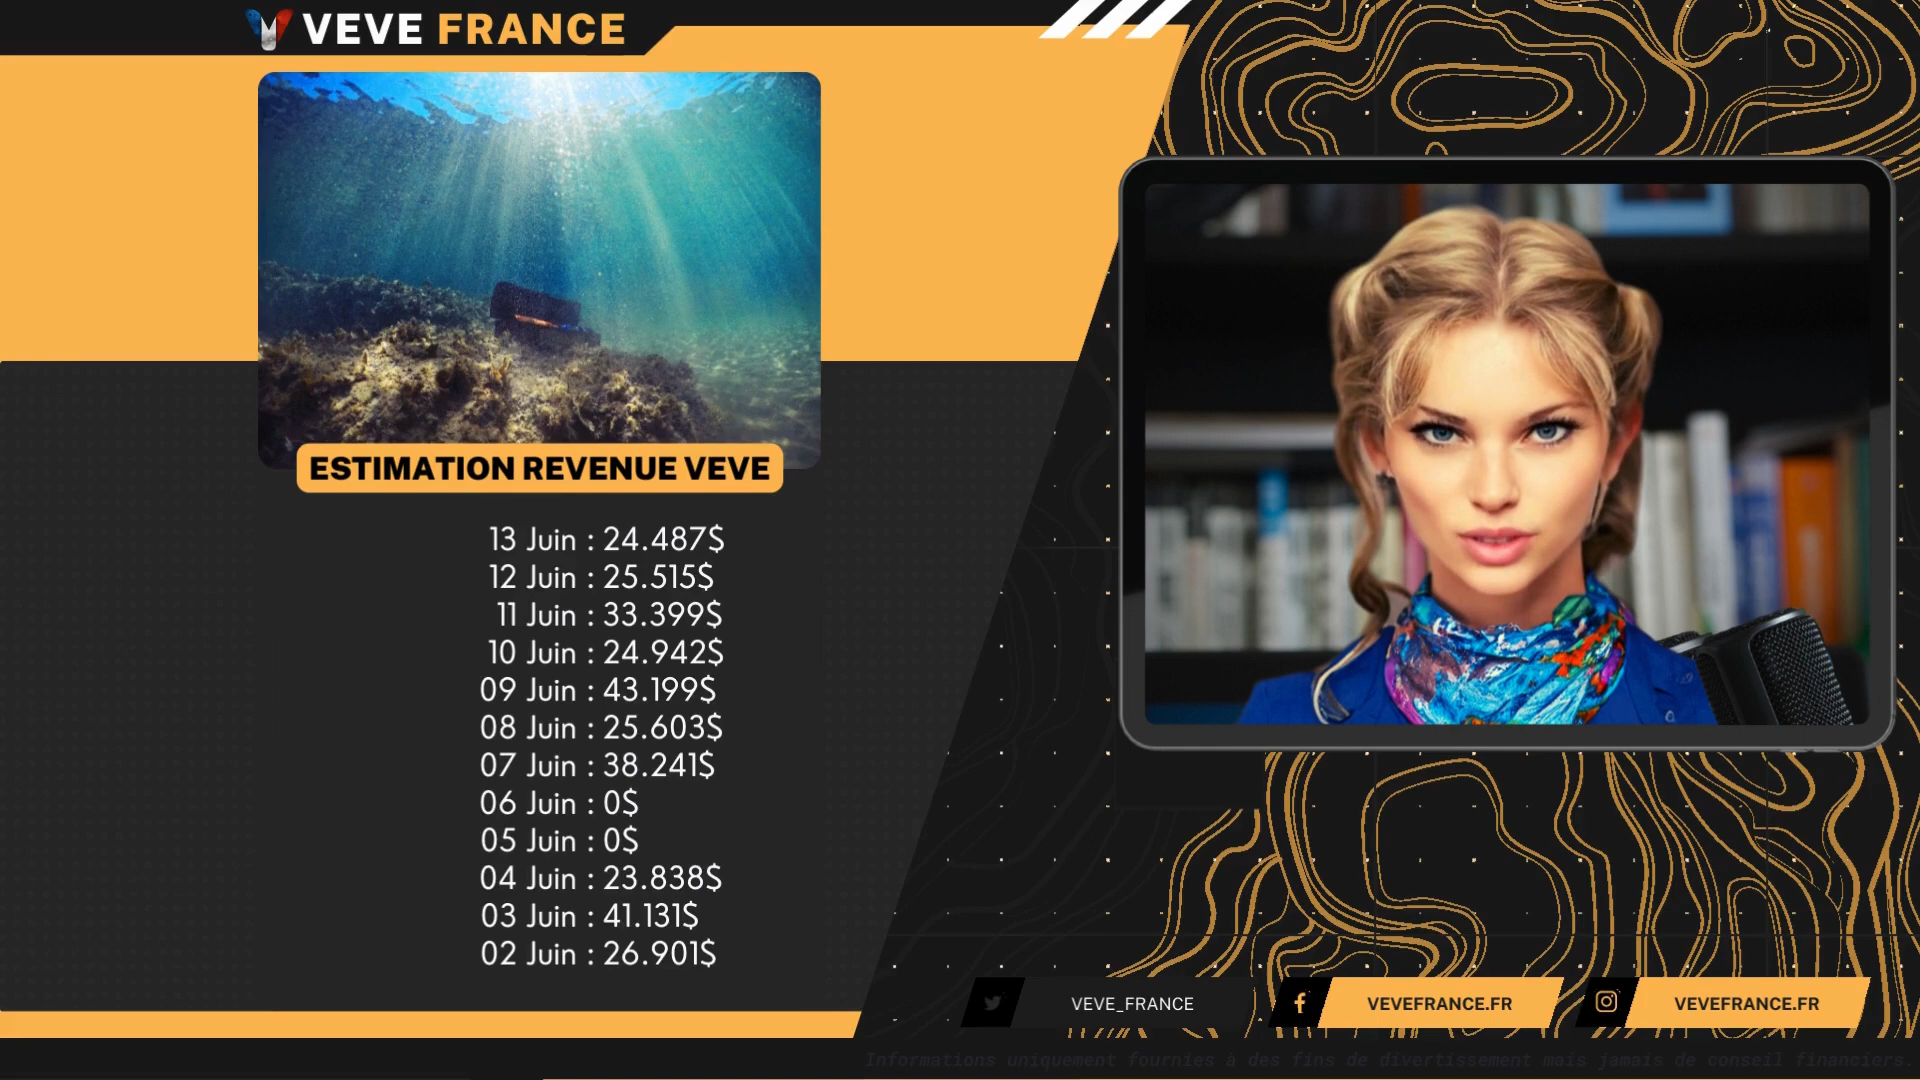 VEVE FRANCE
ESTIMATION REVENUE VEVE
13 Juin : 24.487$
12 Juin : 25.515$
11 Juin : 33.399$
10 Juin : 24.942$
09 Juin : 43.199$
08 Juin : 25.603$
07 Juin : 38.241$
06 Juin : 0$
05 Juin : 0$
04 Juin : 23.838$
03 Juin : 41.131$
02 Juin : 26.901$
VEVE_FRANCE
VEVEFRANCE.FR
VEVEFRANCE.FR
Informations uniquement fournies à des fins de divertissement mais jamais de conseil financiers.